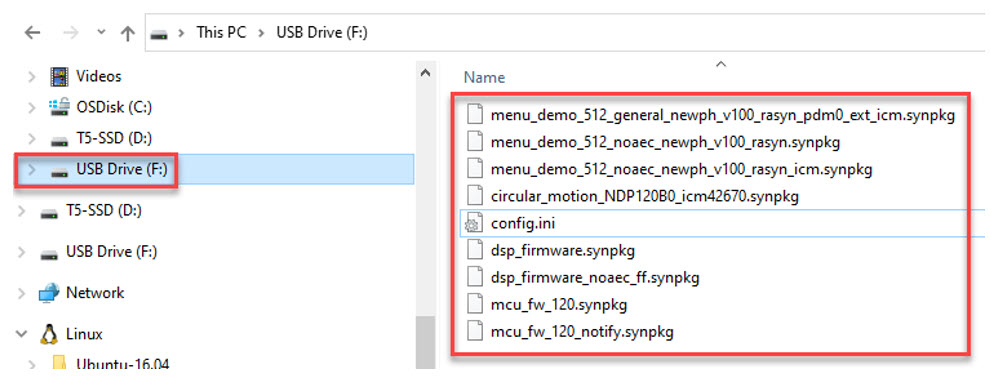 This PC > USB Drive (F:)
Videos
OSDisk (C:)
T5-SSD (D:)
USB Drive (F:)
T5-SSD (D:)
USB Drive (F:)
Network
Linux
Ubuntu-16.04
Name
menu_demo_512_general_newph_v100_rasyn_pdm0_ext_icm.synpkg
menu_demo_512_noaec_newph_v100_rasyn.synpkg
menu_demo_512_noaec_newph_v100_rasyn_icm.synpkg
circular_motion_NDP120B0_icm42670.synpkg
config.ini
dsp_firmware.synpkg
dsp_firmware_noaec_ff.synpkg
mcu_fw_120.synpkg
mcu_fw_120_notify.synpkg